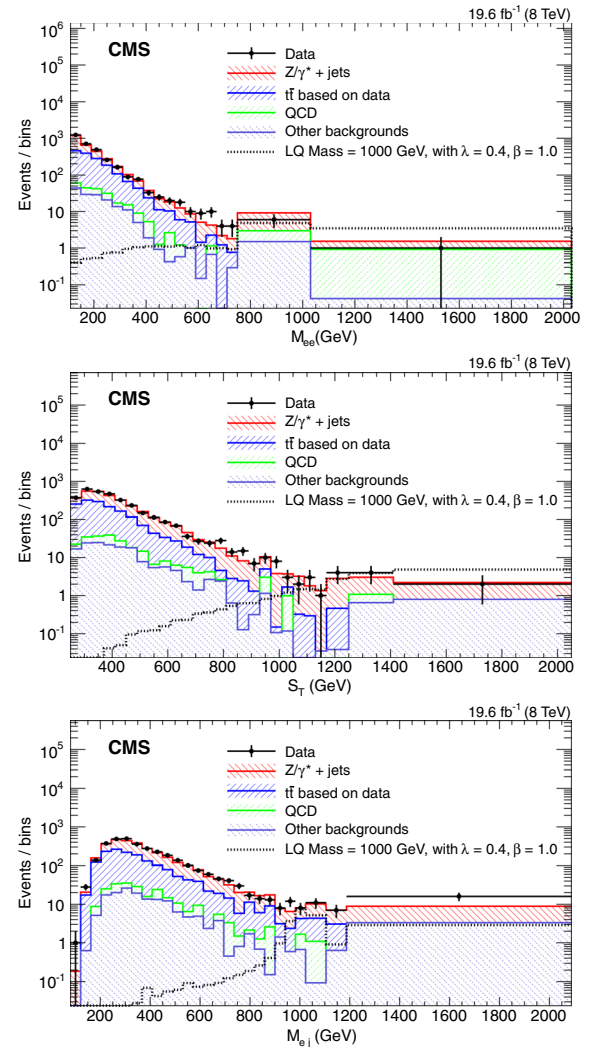 19.6 fb⁻¹ (8 TeV)
10⁶
CMS
Data
10⁵
Z/γ* + jets
tt̄ based on data
10⁴
QCD
Other backgrounds
10³
LQ Mass = 1000 GeV, with λ = 0.4, β = 1.0
10²
10
1
10⁻¹
Events / bins
200 400 600 800 1000 1200 1400 1600 1800 2000
M_ee(GeV)
19.6 fb⁻¹ (8 TeV)
CMS
Data
10⁵
Z/γ* + jets
tt̄ based on data
10⁴
QCD
Other backgrounds
10³
LQ Mass = 1000 GeV, with λ = 0.4, β = 1.0
10²
10
1
10⁻¹
Events / bins
400 600 800 1000 1200 1400 1600 1800 2000
S_T (GeV)
19.6 fb⁻¹ (8 TeV)
CMS
Data
10⁵
Z/γ* + jets
tt̄ based on data
10⁴
QCD
Other backgrounds
10³
LQ Mass = 1000 GeV, with λ = 0.4, β = 1.0
10²
10
1
10⁻¹
Events / bins
200 400 600 800 1000 1200 1400 1600 1800 2000
M_e j (GeV)